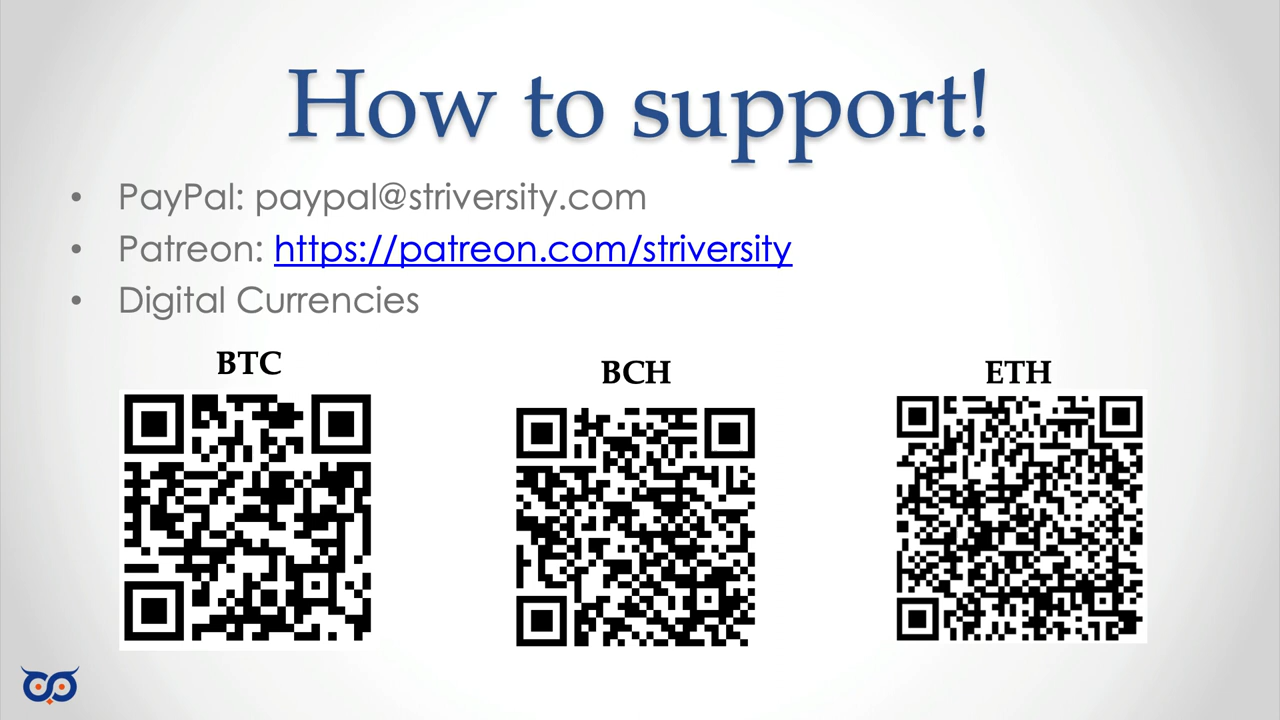 How to support!
• PayPal: paypal@striversity.com
• Patreon: https://patreon.com/striversity
• Digital Currencies
BTC
BCH
ETH